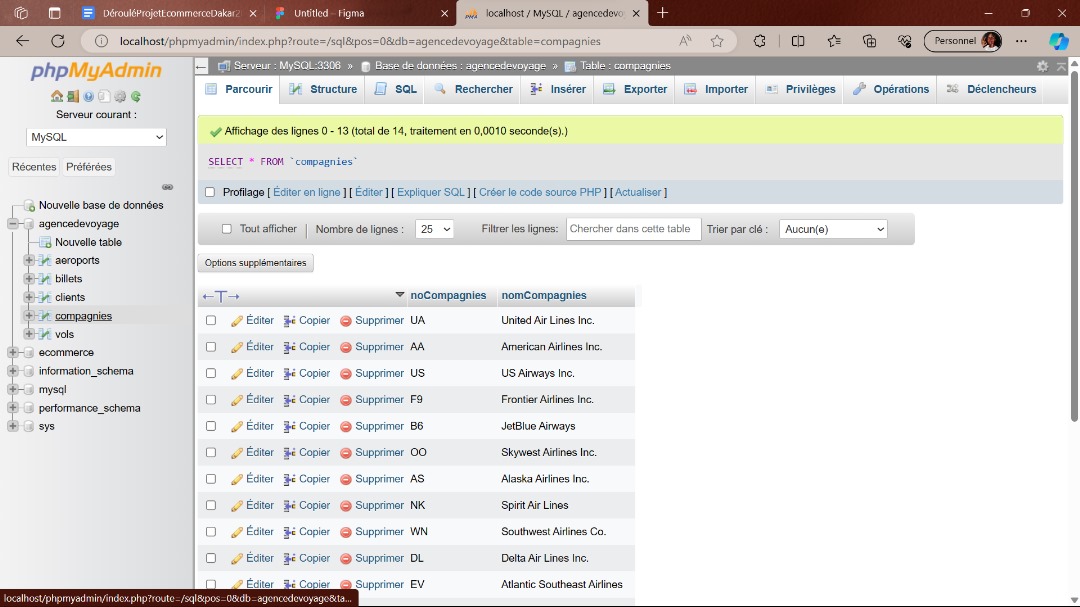 DérouléProjetEcommerceDakar2
Untitled – Figma
localhost / MySQL / agencedevoy
localhost/phpmyadmin/index.php?route=/sql&pos=0&db=agencedevoyage&table=compagnies
Personnel
phpMyAdmin
Serveur courant :
MySQL
Récentes Préférées
Nouvelle base de données
agencedevoyage
Nouvelle table
aeroports
billets
clients
compagnies
vols
ecommerce
information_schema
mysql
performance_schema
sys
Serveur : MySQL:3306 » Base de données : agencedevoyage » Table : compagnies
Parcourir Structure SQL Rechercher Insérer Exporter Importer Privilèges Opérations Déclencheurs
Affichage des lignes 0 - 13 (total de 14, traitement en 0,0010 seconde(s).)
SELECT * FROM `compagnies`
Profilage [ Éditer en ligne ] [ Éditer ] [ Expliquer SQL ] [ Créer le code source PHP ] [ Actualiser ]
Tout afficher Nombre de lignes : 25 Filtrer les lignes: Chercher dans cette table Trier par clé : Aucun(e)
Options supplémentaires
noCompagnies nomCompagnies
Éditer Copier Supprimer UA United Air Lines Inc.
Éditer Copier Supprimer AA American Airlines Inc.
Éditer Copier Supprimer US US Airways Inc.
Éditer Copier Supprimer F9 Frontier Airlines Inc.
Éditer Copier Supprimer B6 JetBlue Airways
Éditer Copier Supprimer OO Skywest Airlines Inc.
Éditer Copier Supprimer AS Alaska Airlines Inc.
Éditer Copier Supprimer NK Spirit Air Lines
Éditer Copier Supprimer WN Southwest Airlines Co.
Éditer Copier Supprimer DL Delta Air Lines Inc.
Éditer Copier Supprimer EV Atlantic Southeast Airlines
localhost/phpmyadmin/index.php?route=/sql&pos=0&db=agencedevoyage&ta...